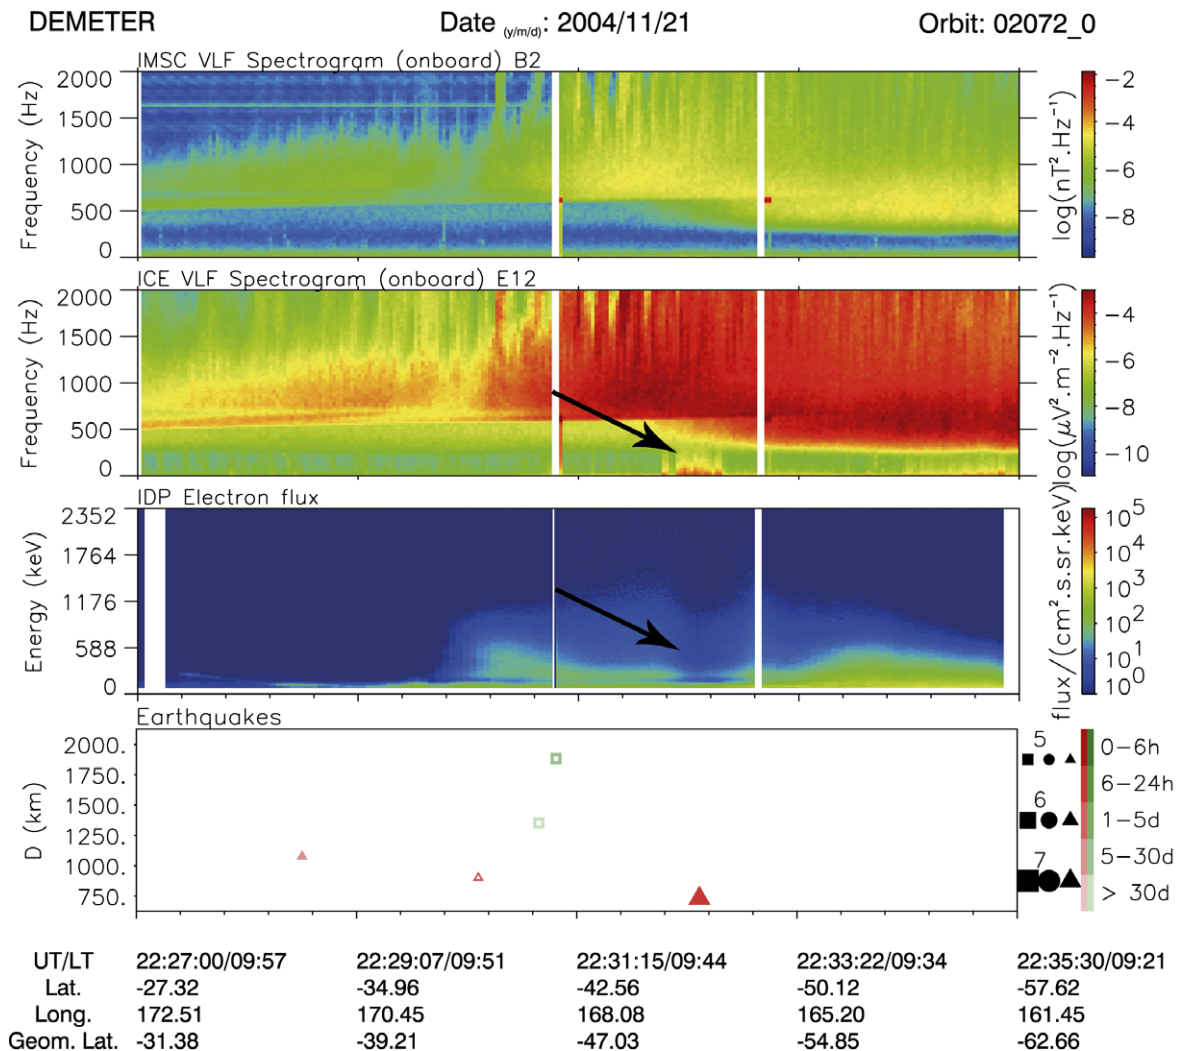 DEMETER Date (y/m/d): 2004/11/21 Orbit: 02072_0
IMSC VLF Spectrogram (onboard) B2
Frequency (Hz)
2000
1500
1000
500
0
-2
-4
-6
-8
log(nT².Hz⁻¹)
ICE VLF Spectrogram (onboard) E12
Frequency (Hz)
2000
1500
1000
500
0
-4
-6
-8
-10
log(μV².m⁻².Hz⁻¹)
IDP Electron flux
Energy (keV)
2352
1764
1176
588
0
10⁵
10⁴
10³
10²
10¹
10⁰
flux/(cm².s.sr.keV)
Earthquakes
D (km)
2000.
1750.
1500.
1250.
1000.
750.
5
6
7
0-6h
6-24h
1-5d
5-30d
> 30d
UT/LT 22:27:00/09:57 22:29:07/09:51 22:31:15/09:44 22:33:22/09:34 22:35:30/09:21
Lat. -27.32 -34.96 -42.56 -50.12 -57.62
Long. 172.51 170.45 168.08 165.20 161.45
Geom. Lat. -31.38 -39.21 -47.03 -54.85 -62.66